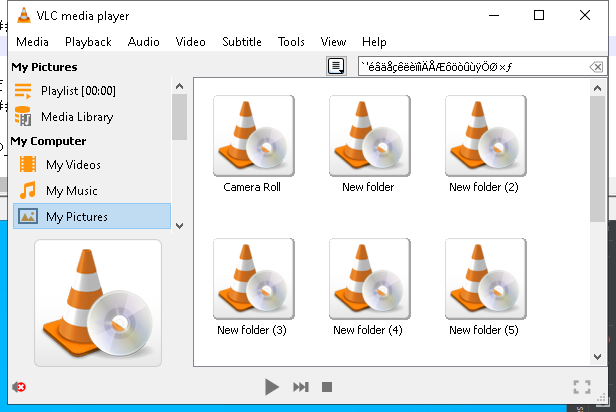 VLC media player
Media Playback Audio Video Subtitle Tools View Help
My Pictures
`'éâäåçêëèïîìÄÅÆôöòûùÿÖØ×ƒ
Playlist [00:00]
Media Library
My Computer
My Videos
My Music
My Pictures
Camera Roll
New folder
New folder (2)
New folder (3)
New folder (4)
New folder (5)